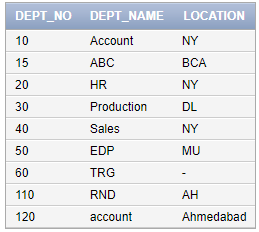 DEPT_NO DEPT_NAME LOCATION
10 Account NY
15 ABC BCA
20 HR NY
30 Production DL
40 Sales NY
50 EDP MU
60 TRG -
110 RND AH
120 account Ahmedabad